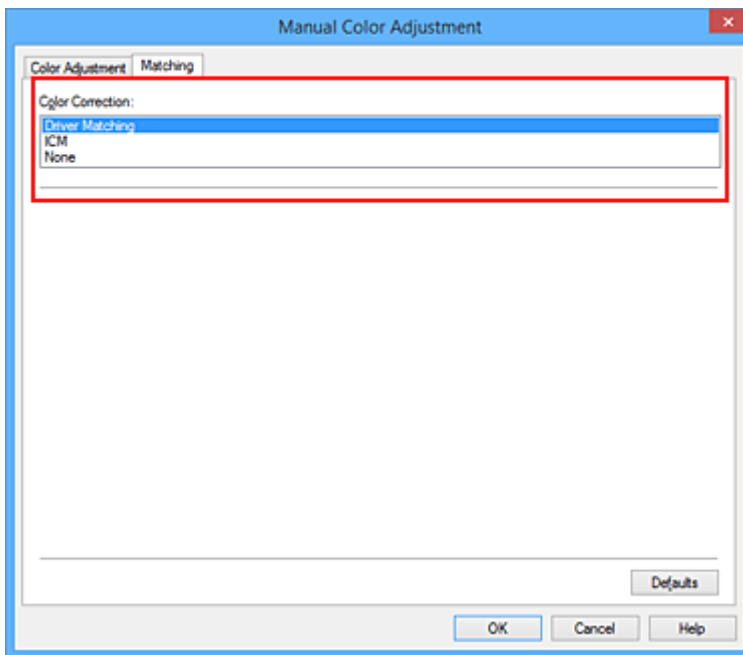 Manual Color Adjustment
Color Adjustment Matching
Color Correction:
Driver Matching
ICM
None
Defaults
OK Cancel Help